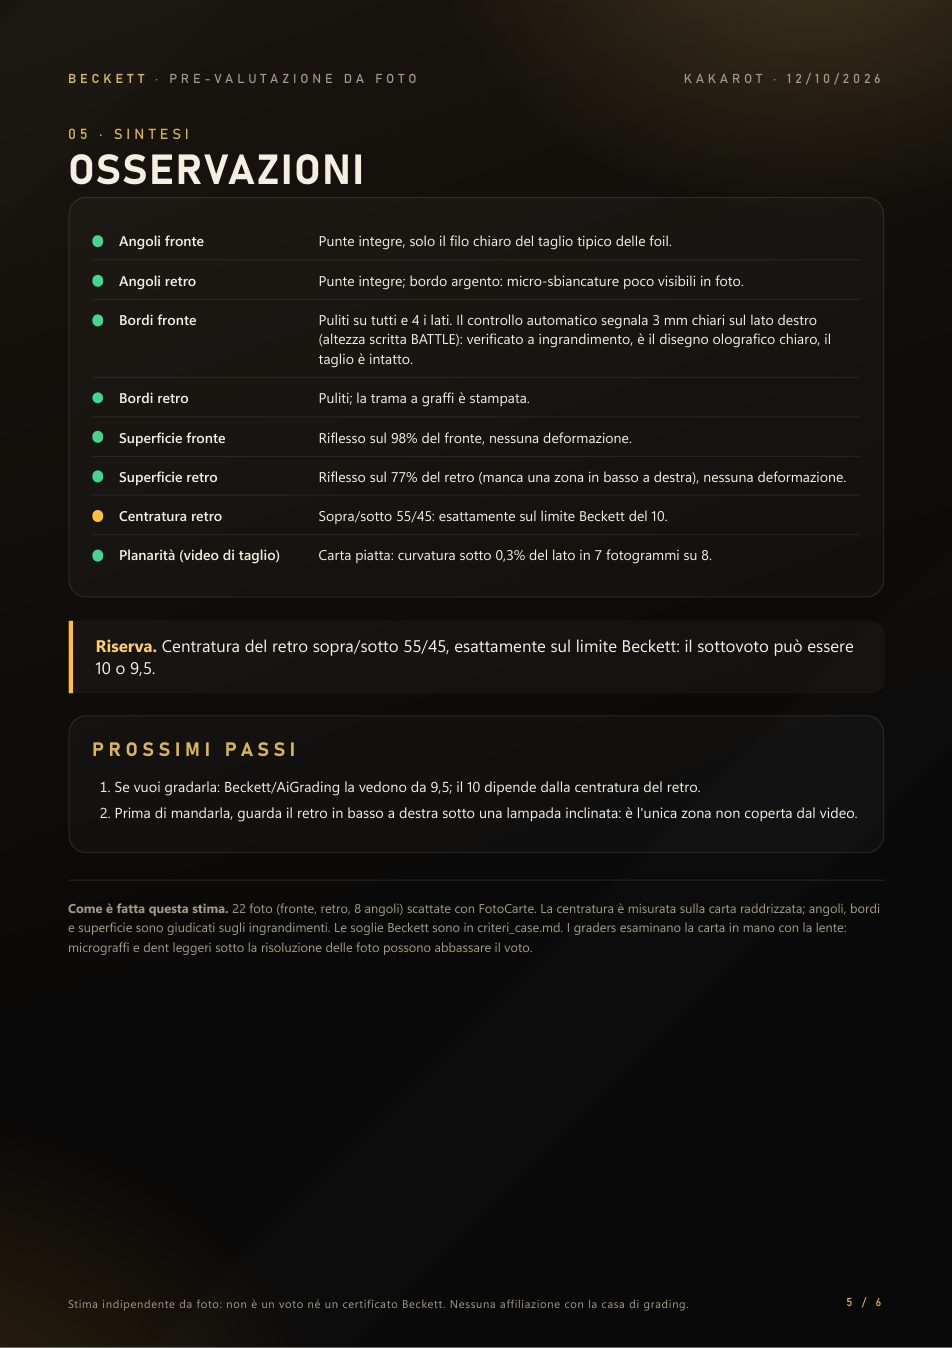 BECKETT · PRE-VALUTAZIONE DA FOTO
KAKAROT · 12/10/2026
05 · SINTESI
OSSERVAZIONI
Angoli fronte
Punte integre, solo il filo chiaro del taglio tipico delle foil.
Angoli retro
Punte integre; bordo argento: micro-sbiancature poco visibili in foto.
Bordi fronte
Puliti su tutti e 4 i lati. Il controllo automatico segnala 3 mm chiari sul lato destro
(altezza scritta BATTLE): verificato a ingrandimento, è il disegno olografico chiaro, il
taglio è intatto.
Bordi retro
Puliti; la trama a graffi è stampata.
Superficie fronte
Riflesso sul 98% del fronte, nessuna deformazione.
Superficie retro
Riflesso sul 77% del retro (manca una zona in basso a destra), nessuna deformazione.
Centratura retro
Sopra/sotto 55/45: esattamente sul limite Beckett del 10.
Planarità (video di taglio)
Carta piatta: curvatura sotto 0,3% del lato in 7 fotogrammi su 8.
Riserva. Centratura del retro sopra/sotto 55/45, esattamente sul limite Beckett: il sottovoto può essere
10 o 9,5.
PROSSIMI PASSI
1. Se vuoi gradarla: Beckett/AiGrading la vedono da 9,5; il 10 dipende dalla centratura del retro.
2. Prima di mandarla, guarda il retro in basso a destra sotto una lampada inclinata: è l'unica zona non coperta dal video.
Come è fatta questa stima. 22 foto (fronte, retro, 8 angoli) scattate con FotoCarte. La centratura è misurata sulla carta raddrizzata; angoli, bordi
e superficie sono giudicati sugli ingrandimenti. Le soglie Beckett sono in criteri_case.md. I graders esaminano la carta in mano con la lente:
micrograffi e dent leggeri sotto la risoluzione delle foto possono abbassare il voto.
Stima indipendente da foto: non è un voto né un certificato Beckett. Nessuna affiliazione con la casa di grading.
5 / 6